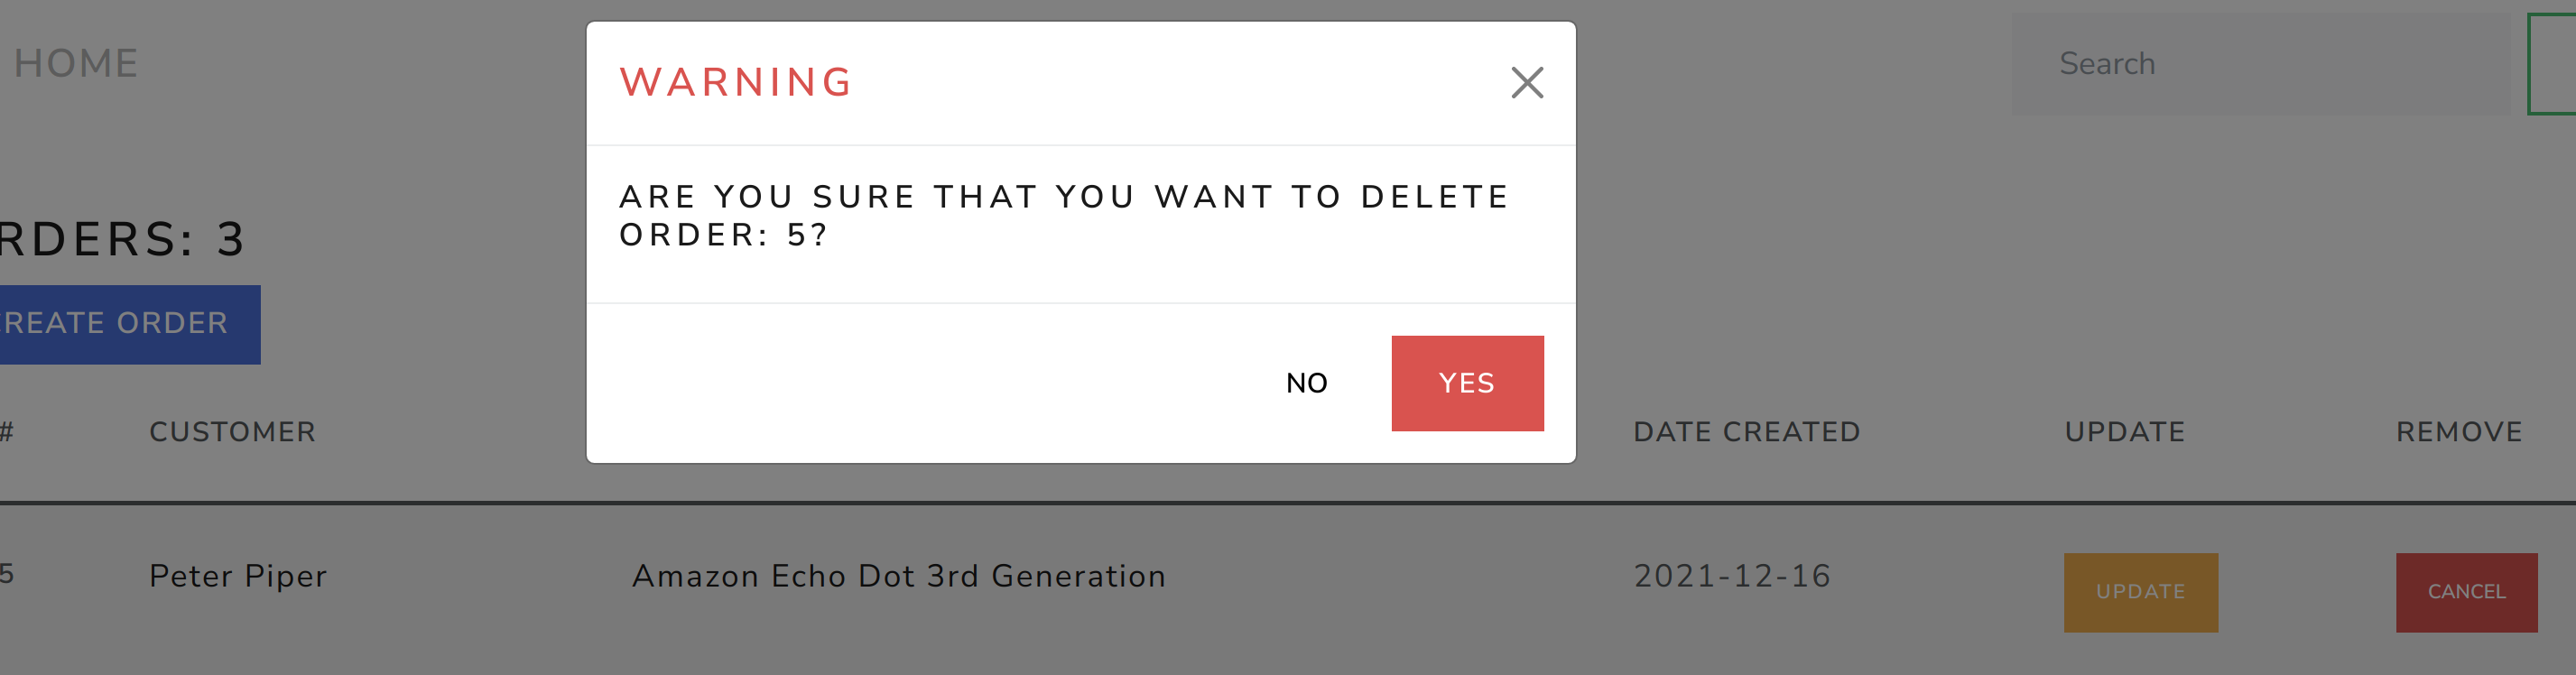 HOME
Search
WARNING
ARE YOU SURE THAT YOU WANT TO DELETE
ORDER: 5?
NO
YES
RDERS: 3
REATE ORDER
# CUSTOMER DATE CREATED UPDATE REMOVE
5 Peter Piper Amazon Echo Dot 3rd Generation 2021-12-16 UPDATE CANCEL